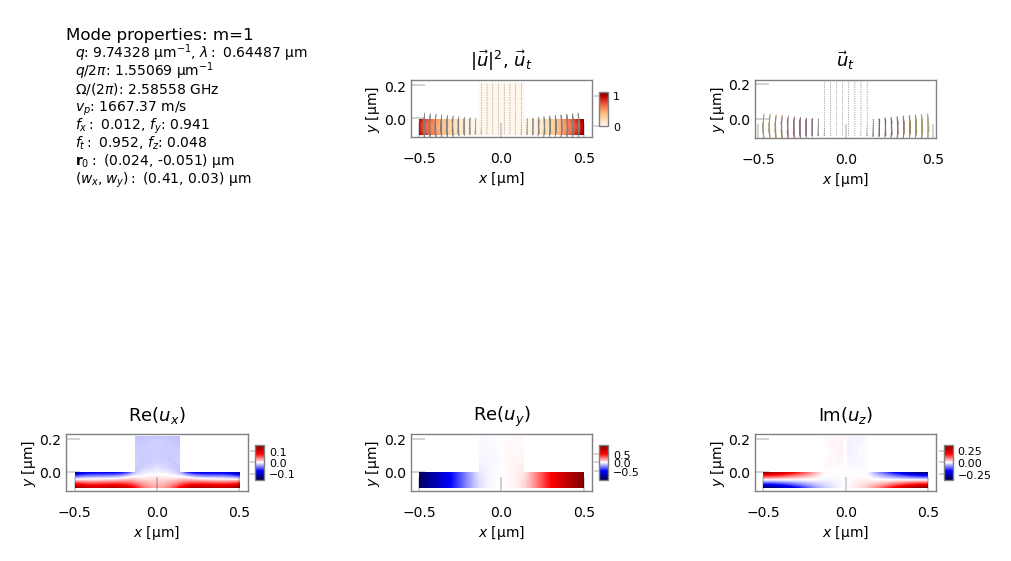 Mode properties: m=1
q: 9.74328 μm⁻¹, λ: 0.64487 μm
q/2π: 1.55069 μm⁻¹
Ω/(2π): 2.58558 GHz
v_p: 1667.37 m/s
f_x: 0.012, f_y: 0.941
f_t: 0.952, f_z: 0.048
r₀: (0.024, -0.051) μm
(w_x, w_y): (0.41, 0.03) μm
|u⃗|², u⃗_t
y [μm]
0.2
0.0
1
0
−0.5 0.0 0.5
x [μm]
u⃗_t
y [μm]
0.2
0.0
−0.5 0.0 0.5
x [μm]
Re(u_x)
y [μm]
0.2
0.0
0.1
0.0
−0.1
−0.5 0.0 0.5
x [μm]
Re(u_y)
y [μm]
0.2
0.0
0.5
0.0
−0.5
−0.5 0.0 0.5
x [μm]
Im(u_z)
y [μm]
0.2
0.0
0.25
0.00
−0.25
−0.5 0.0 0.5
x [μm]